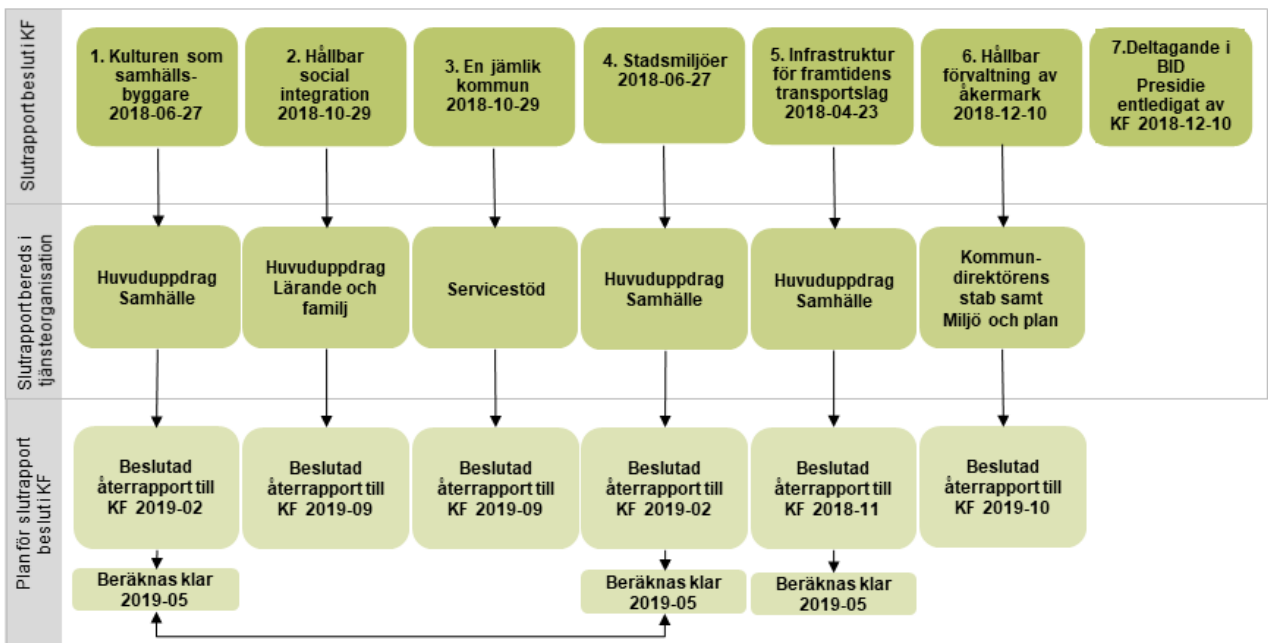 Slutrapport beslut i KF
1. Kulturen som
samhälls-
byggare
2018-06-27
2. Hållbar
social
integration
2018-10-29
3. En jämlik
kommun
2018-10-29
4. Stadsmiljöer
2018-06-27
5. Infrastruktur
för framtidens
transportslag
2018-04-23
6. Hållbar
förvaltning av
åkermark
2018-12-10
7.Deltagande i
BID
Presidie
entledigat av
KF 2018-12-10
Slutrapport bereds i
tjänsteorganisation
Huvuduppdrag
Samhälle
Huvuduppdrag
Lärande och
familj
Servicestöd
Huvuduppdrag
Samhälle
Huvuduppdrag
Samhälle
Kommun-
direktörens
stab samt
Miljö och plan
Plan för slutrapport
beslut i KF
Beslutad
återrapport till
KF 2019-02
Beslutad
återrapport till
KF 2019-09
Beslutad
återrapport till
KF 2019-09
Beslutad
återrapport till
KF 2019-02
Beslutad
återrapport till
KF 2018-11
Beslutad
återrapport till
KF 2019-10
Beräknas klar
2019-05
Beräknas klar
2019-05
Beräknas klar
2019-05